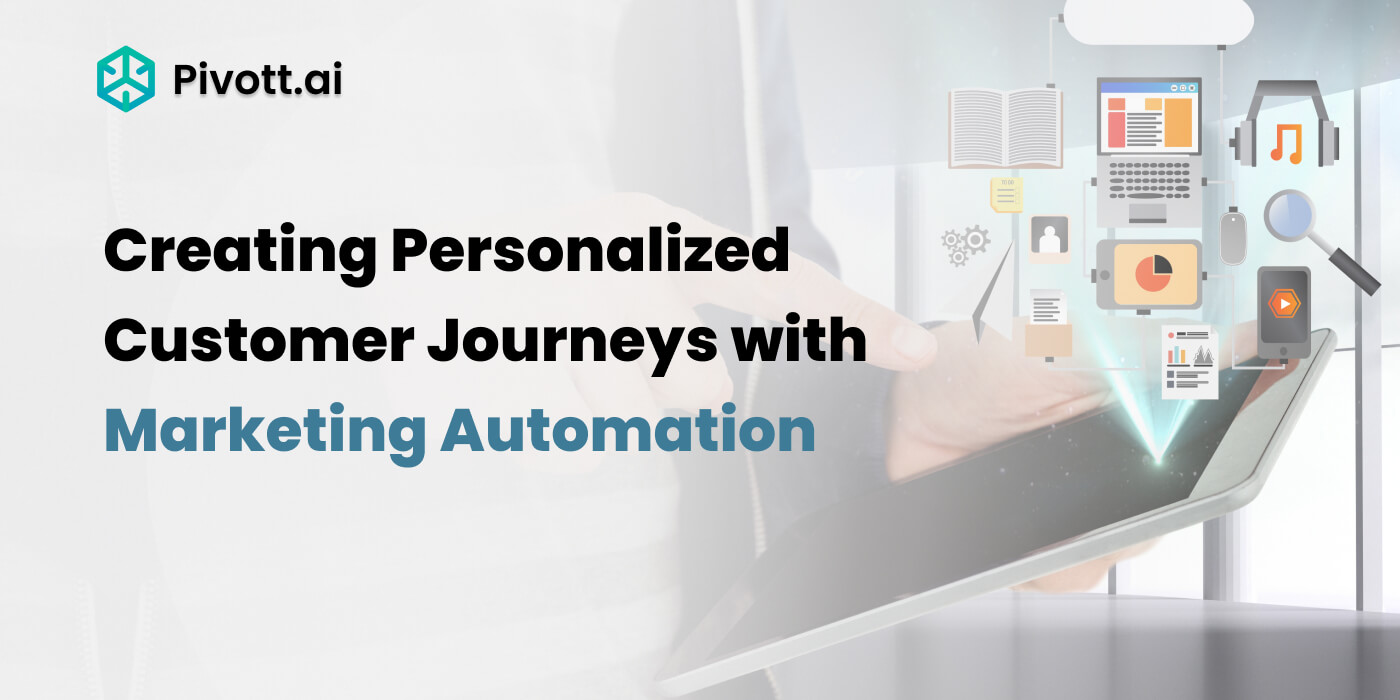 Pivott.ai
Creating Personalized
Customer Journeys with
Marketing Automation